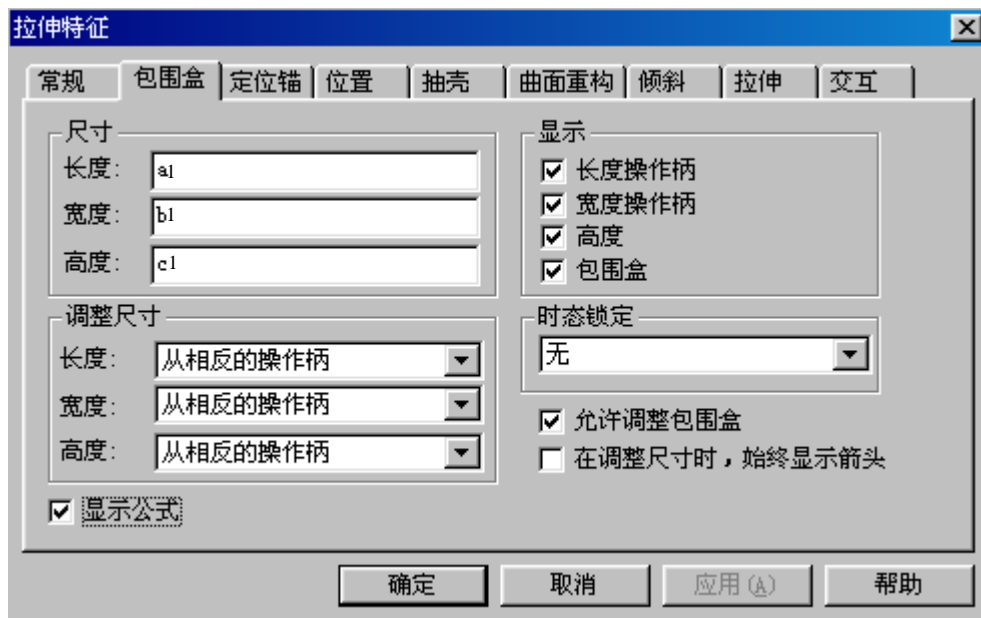 拉伸特征
常规 包围盒 定位锚 位置 抽壳 曲面重构 倾斜 拉伸 交互
尺寸
长度: a1
宽度: b1
高度: c1
显示
长度操作柄
宽度操作柄
高度
包围盒
调整尺寸
长度: 从相反的操作柄
宽度: 从相反的操作柄
高度: 从相反的操作柄
时态锁定
无
允许调整包围盒
在调整尺寸时，始终显示箭头
显示公式
确定 取消 应用(A) 帮助